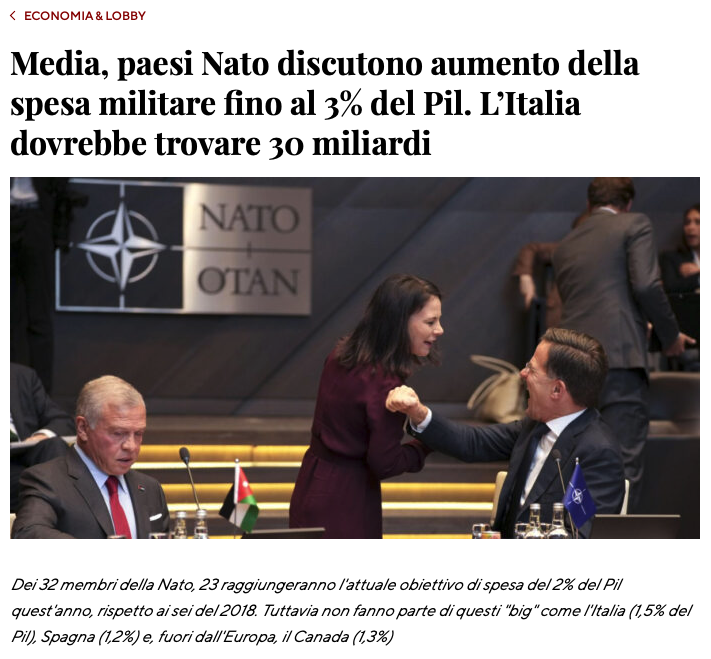 ECONOMIA & LOBBY
Media, paesi Nato discutono aumento della
spesa militare fino al 3% del Pil. L’Italia
dovrebbe trovare 30 miliardi
NATO
OTAN
Dei 32 membri della Nato, 23 raggiungeranno l'attuale obiettivo di spesa del 2% del Pil
quest'anno, rispetto ai sei del 2018. Tuttavia non fanno parte di questi "big" come l'Italia (1,5% del
Pil), Spagna (1,2%) e, fuori dall'Europa, il Canada (1,3%)